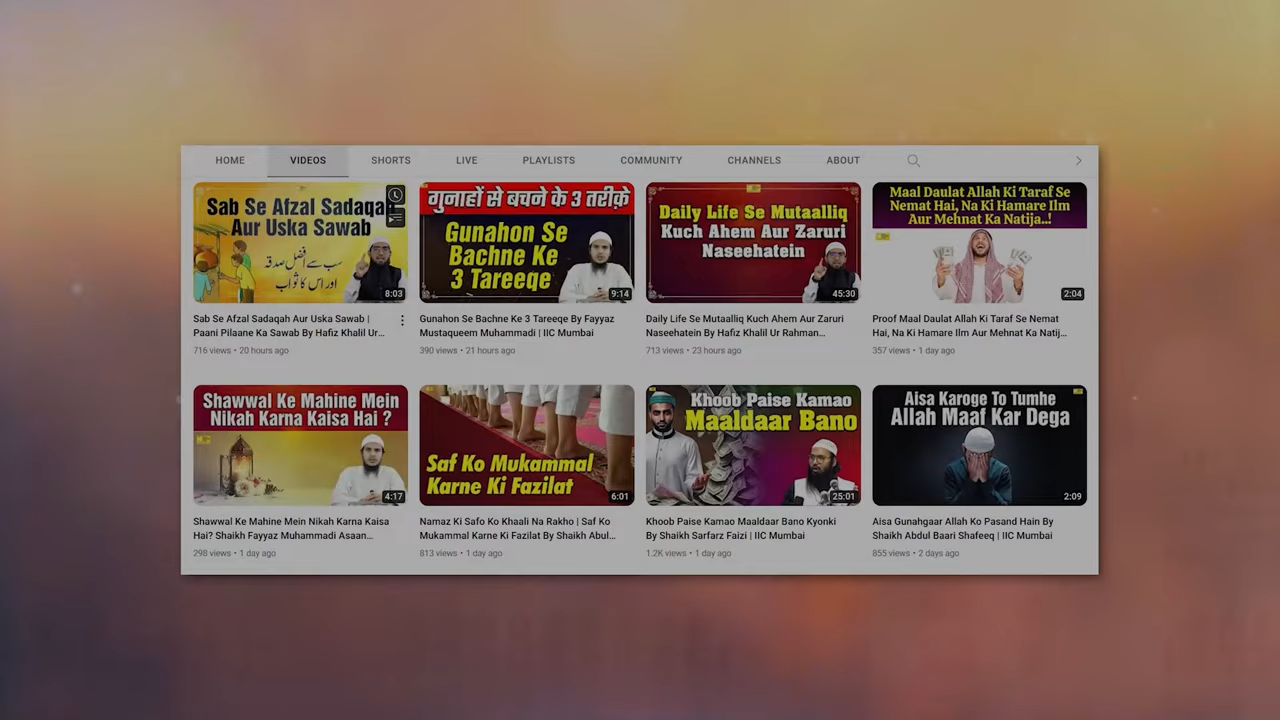 HOME VIDEOS SHORTS LIVE PLAYLISTS COMMUNITY CHANNELS ABOUT
Sab Se Afzal Sadaqah
Aur Uska Sawab
سب سے افضل صدقہ
اور اس کا ثواب
8:03
Sab Se Afzal Sadaqah Aur Uska Sawab |
Paani Pilaane Ka Sawab By Hafiz Khalil Ur...
716 views • 20 hours ago
गुनाहों से बचने के 3 तरीक़े
Gunahon Se
Bachne Ke
3 Tareeqe
9:14
Gunahon Se Bachne Ke 3 Tareeqe By Fayyaz
Mustaqueem Muhammadi | IIC Mumbai
390 views • 21 hours ago
Daily Life Se Mutaalliq
Kuch Ahem Aur Zaruri
Naseehatein
45:30
Daily Life Se Mutaalliq Kuch Ahem Aur Zaruri
Naseehatein By Hafiz Khalil Ur Rahman...
713 views • 23 hours ago
Maal Daulat Allah Ki Taraf Se
Nemat Hai, Na Ki Hamare Ilm
Aur Mehnat Ka Natija..!
2:04
Proof Maal Daulat Allah Ki Taraf Se Nemat
Hai, Na Ki Hamare Ilm Aur Mehnat Ka Natij...
357 views • 1 day ago
Shawwal Ke Mahine Mein
Nikah Karna Kaisa Hai ?
4:17
Shawwal Ke Mahine Mein Nikah Karna Kaisa
Hai? Shaikh Fayyaz Muhammadi Asaan...
298 views • 1 day ago
Saf Ko Mukammal
Karne Ki Fazilat
6:01
Namaz Ki Safo Ko Khaali Na Rakho | Saf Ko
Mukammal Karne Ki Fazilat By Shaikh Abul...
813 views • 1 day ago
Khoob Paise Kamao
Maaldaar Bano
25:01
Khoob Paise Kamao Maaldaar Bano Kyonki
By Shaikh Sarfarz Faizi | IIC Mumbai
1.2K views • 1 day ago
Aisa Karoge To Tumhe
Allah Maaf Kar Dega
2:09
Aisa Gunahgaar Allah Ko Pasand Hain By
Shaikh Abdul Baari Shafeeq | IIC Mumbai
855 views • 2 days ago